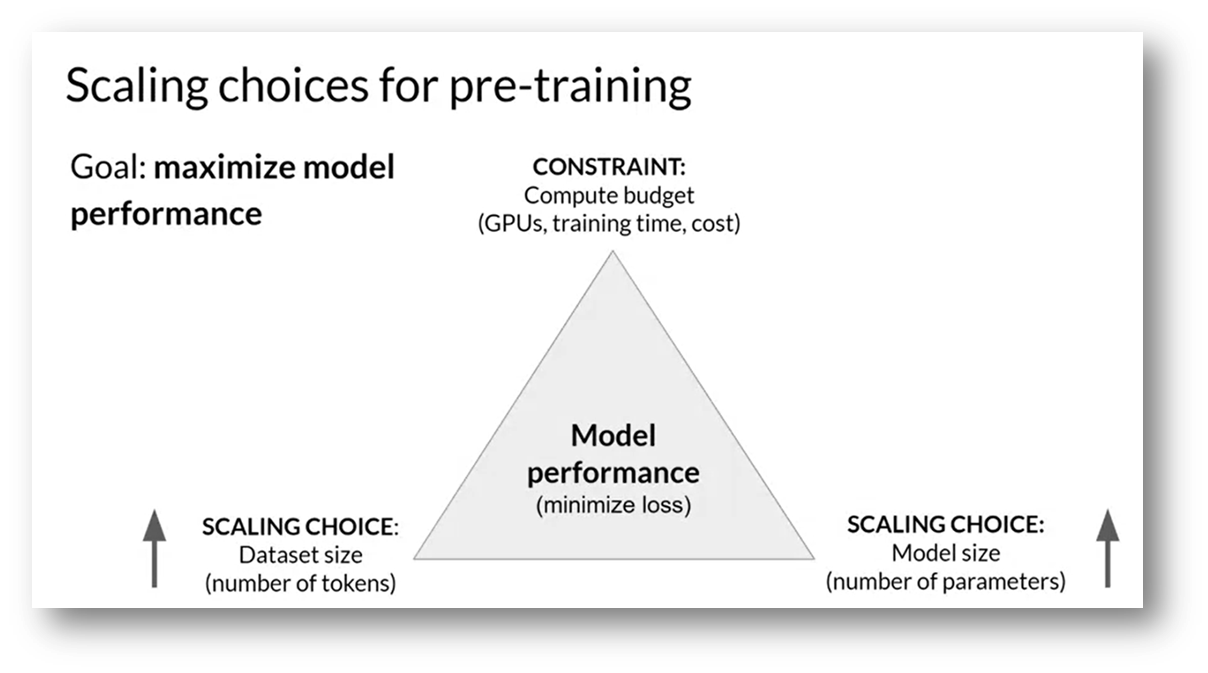 Scaling choices for pre-training
Goal: maximize model
performance
CONSTRAINT:
Compute budget
(GPUs, training time, cost)
Model
performance
(minimize loss)
SCALING CHOICE:
Dataset size
(number of tokens)
SCALING CHOICE:
Model size
(number of parameters)